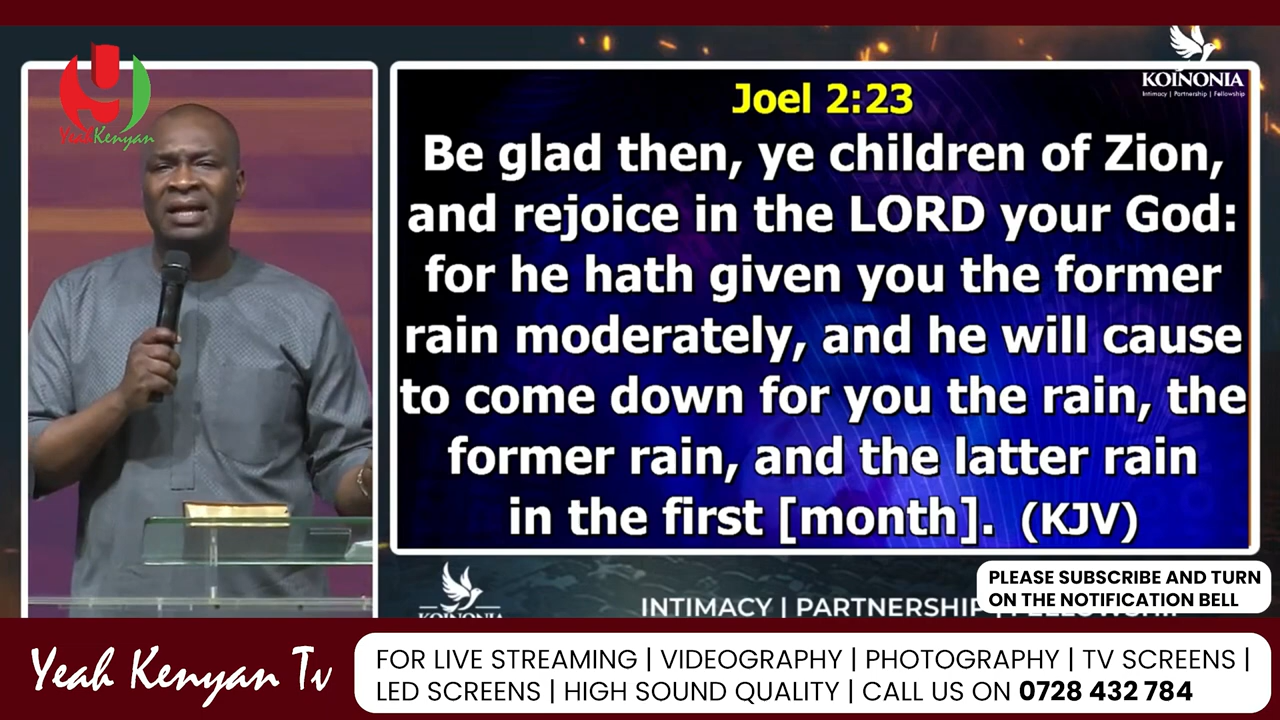 YeahKenyan
KOINONIA
Intimacy | Partnership | Fellowship
Joel 2:23
Be glad then, ye children of Zion,
and rejoice in the LORD your God:
for he hath given you the former
rain moderately, and he will cause
to come down for you the rain, the
former rain, and the latter rain
in the first [month]. (KJV)
KOINONIA
INTIMACY | PARTNERSHIP |
PLEASE SUBSCRIBE AND TURN
ON THE NOTIFICATION BELL
Yeah Kenyan Tv
FOR LIVE STREAMING | VIDEOGRAPHY | PHOTOGRAPHY | TV SCREENS |
LED SCREENS | HIGH SOUND QUALITY | CALL US ON 0728 432 784